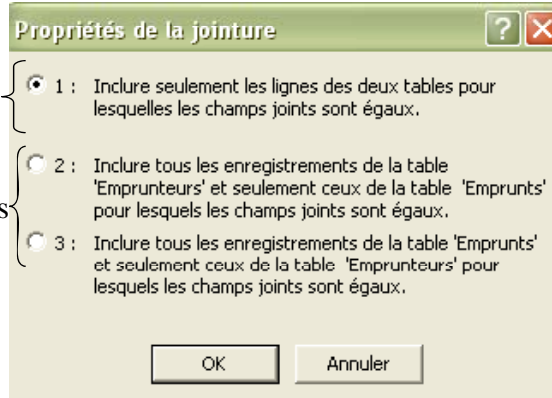 Propriétés de la jointure
1 : Inclure seulement les lignes des deux tables pour
lesquelles les champs joints sont égaux.
2 : Inclure tous les enregistrements de la table
'Emprunteurs' et seulement ceux de la table 'Emprunts'
pour lesquels les champs joints sont égaux.
s
3 : Inclure tous les enregistrements de la table 'Emprunts'
et seulement ceux de la table 'Emprunteurs' pour
lesquels les champs joints sont égaux.
OK Annuler